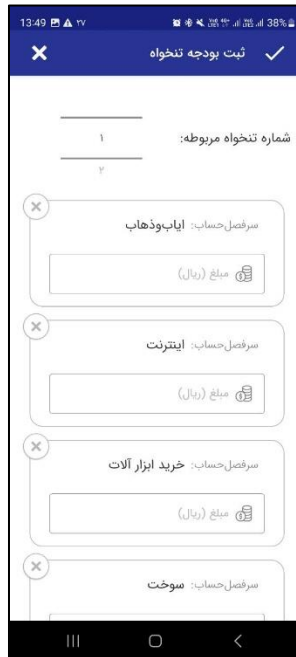 13:49 ۲۷ 38%
ثبت بودجه تنخواه
شماره تنخواه مربوطه: ۱
۲
سرفصل‌حساب: ایاب‌وذهاب
مبلغ (ریال)
سرفصل‌حساب: اینترنت
مبلغ (ریال)
سرفصل‌حساب: خرید ابزار آلات
مبلغ (ریال)
سرفصل‌حساب: سوخت